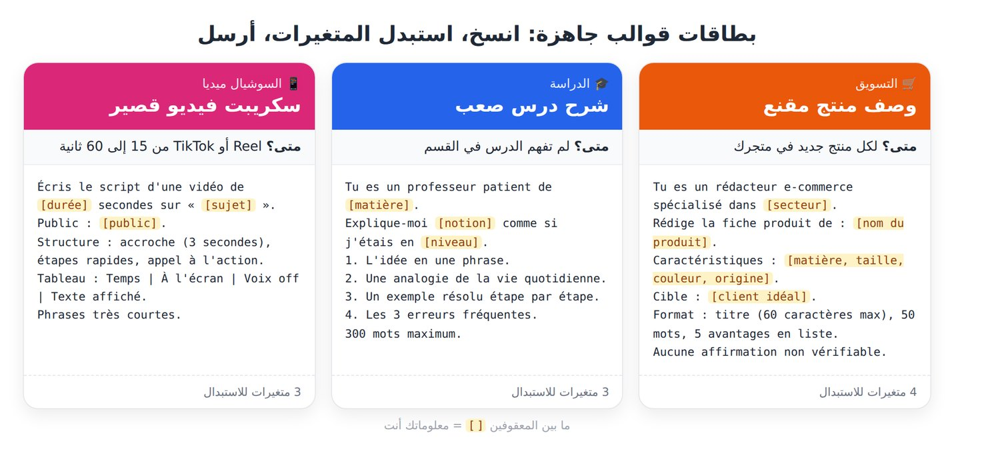 بطاقات قوالب جاهزة: انسخ، استبدل المتغيرات، أرسل
🛒 التسويق
وصف منتج مقنع
متى؟ لكل منتج جديد في متجرك
Tu es un rédacteur e-commerce
spécialisé dans [secteur].
Rédige la fiche produit de : [nom du
produit].
Caractéristiques : [matière, taille,
couleur, origine].
Cible : [client idéal].
Format : titre (60 caractères max), 50
mots, 5 avantages en liste.
Aucune affirmation non vérifiable.
4 متغيرات للاستبدال
🎓 الدراسة
شرح درس صعب
متى؟ لم تفهم الدرس في القسم
Tu es un professeur patient de
[matière].
Explique-moi [notion] comme si
j'étais en [niveau].
1. L'idée en une phrase.
2. Une analogie de la vie quotidienne.
3. Un exemple résolu étape par étape.
4. Les 3 erreurs fréquentes.
300 mots maximum.
3 متغيرات للاستبدال
📱 السوشيال ميديا
سكريبت فيديو قصير
متى؟ Reel أو TikTok من 15 إلى 60 ثانية
Écris le script d'une vidéo de
[durée] secondes sur « [sujet] ».
Public : [public].
Structure : accroche (3 secondes),
étapes rapides, appel à l'action.
Tableau : Temps | À l'écran | Voix off
| Texte affiché.
Phrases très courtes.
3 متغيرات للاستبدال
ما بين المعقوفين [ ] = معلوماتك أنت